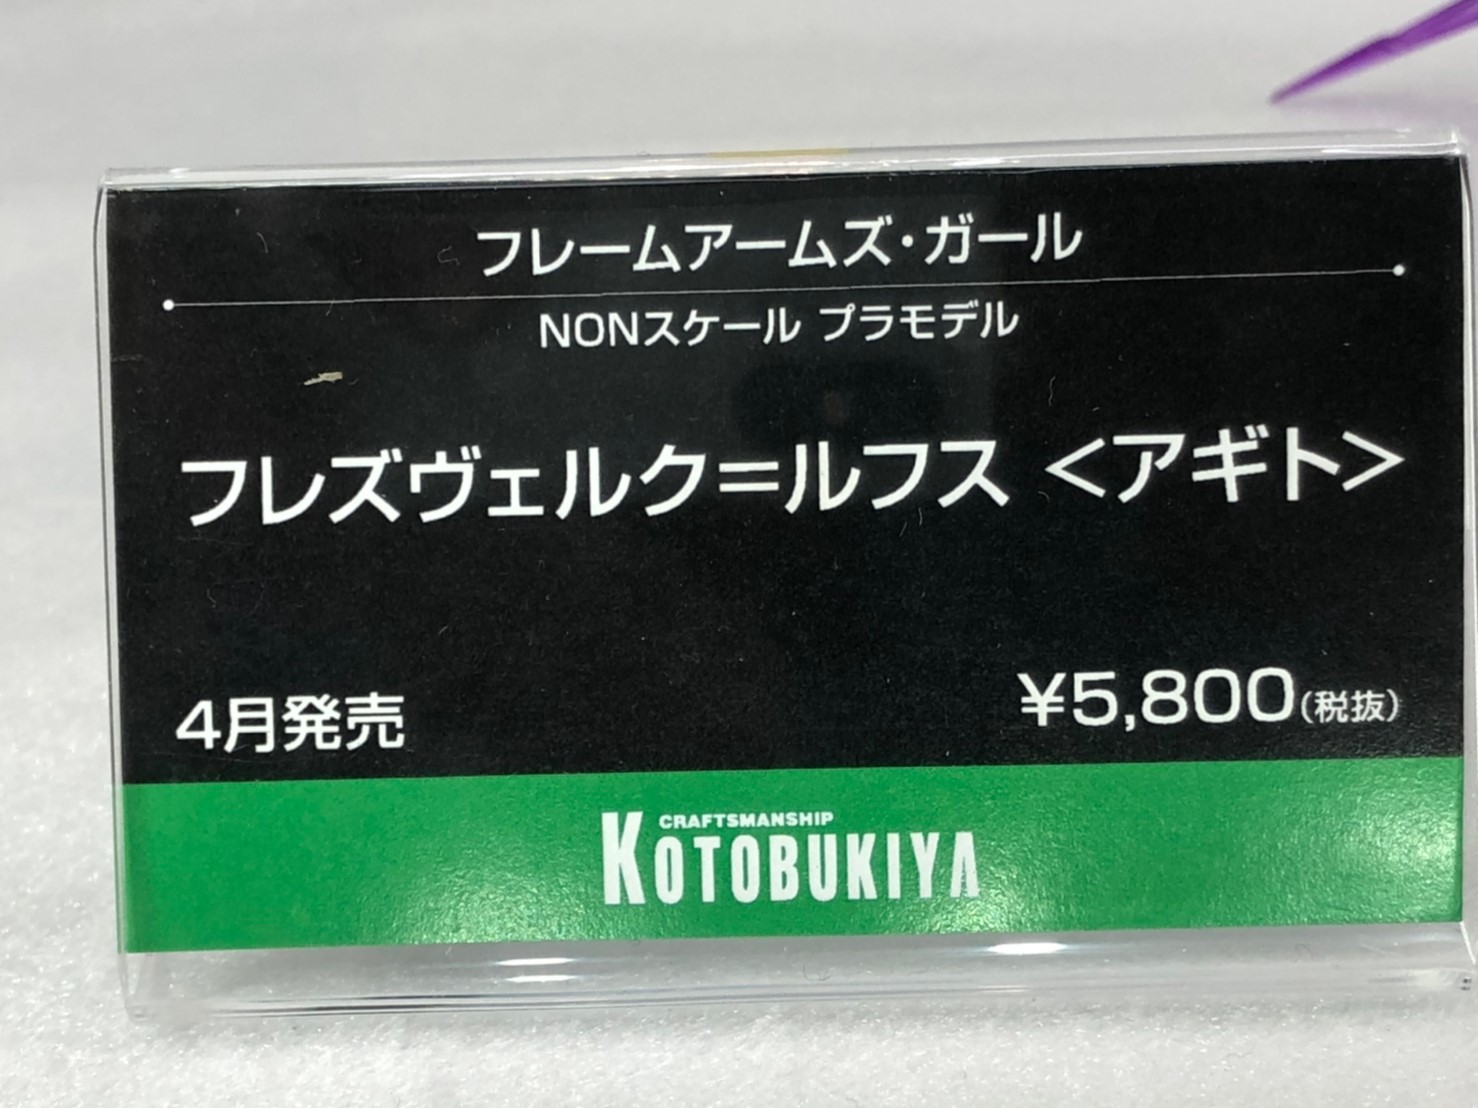 フレームアームズ・ガール
NONスケール プラモデル
フレズヴェルク=ルフス <アギト>
4月発売
¥5,800(税抜)
CRAFTSMANSHIP
KOTOBUKIYA